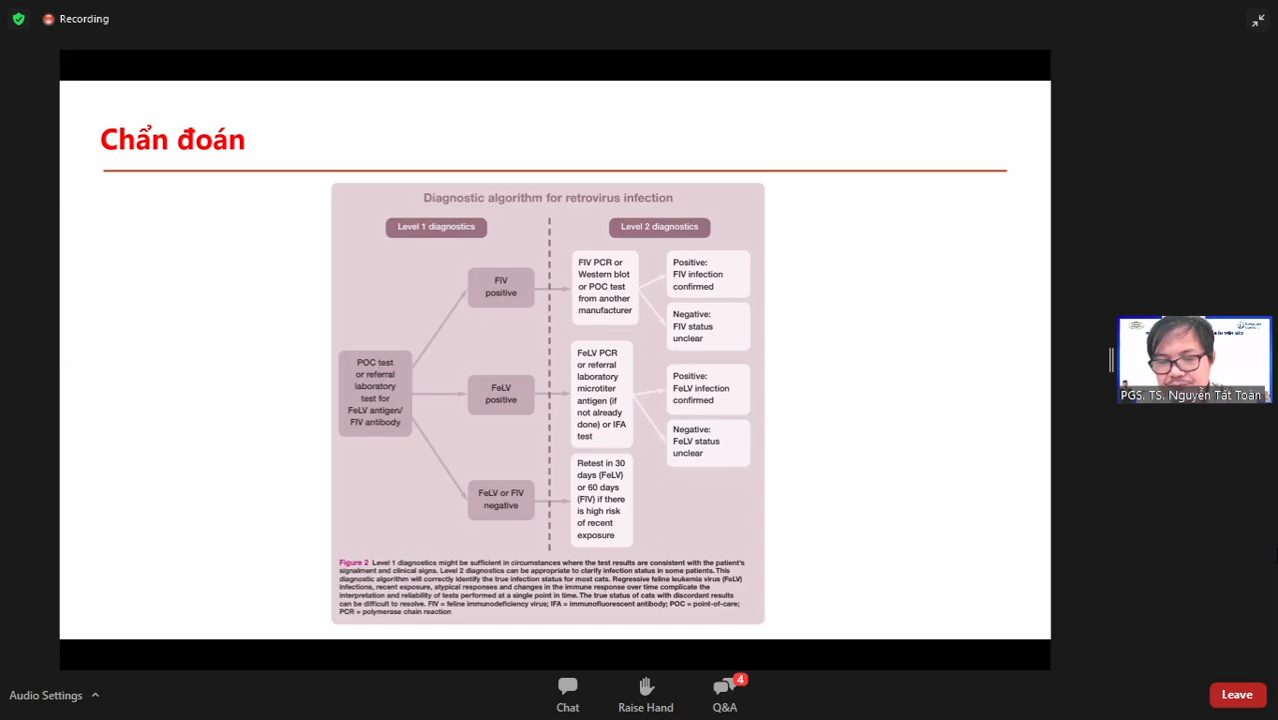 Recording
Chẩn đoán
Diagnostic algorithm for retrovirus infection
Level 1 diagnostics
Level 2 diagnostics
POC test
or referral
laboratory
test for
FeLV antigen/
FIV antibody
FIV
positive
FIV PCR or
Western blot
or POC test
from another
manufacturer
Positive:
FIV infection
confirmed
Negative:
FIV status
unclear
FeLV
positive
FeLV PCR
or referral
laboratory
microtiter
antigen (if
not already
done) or IFA
test
Positive:
FeLV infection
confirmed
Negative:
FeLV status
unclear
FeLV or FIV
negative
Retest in 30
days (FeLV)
or 60 days
(FIV) if there
is high risk
of recent
exposure
Figure 2 Level 1 diagnostics might be sufficient in circumstances where the test results are consistent with the patient's
signalment and clinical signs. Level 2 diagnostics can be appropriate to clarify infection status in some patients. This
diagnostic algorithm will correctly identify the true infection status for most cats. Regressive feline leukemia virus (FeLV)
infections, recent exposure, atypical responses and changes in the immune response over time complicate the
interpretation and reliability of tests performed at a single point in time. The true status of cats with discordant results
can be difficult to resolve. FIV = feline immunodeficiency virus; IFA = immunofluorescent antibody; POC = point-of-care;
PCR = polymerase chain reaction
PGS. TS. Nguyễn Tất Toàn
Audio Settings
Chat
Raise Hand
4
Q&A
Leave